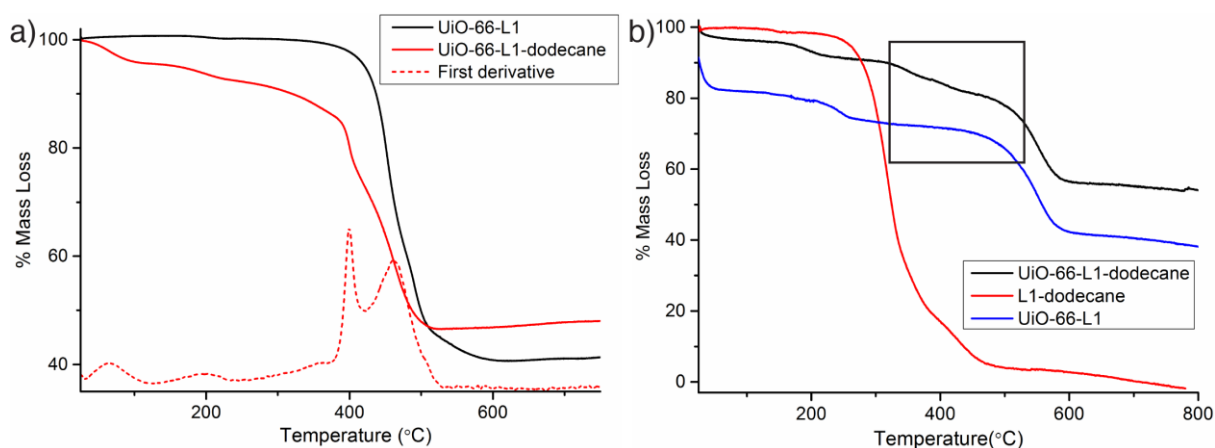 a)
UiO-66-L1
UiO-66-L1-dodecane
First derivative
100
80
60
40
% Mass Loss
200
400
600
Temperature (°C)
b)
100
80
60
40
20
0
% Mass Loss
UiO-66-L1-dodecane
L1-dodecane
UiO-66-L1
200
400
600
800
Temperature(°C)